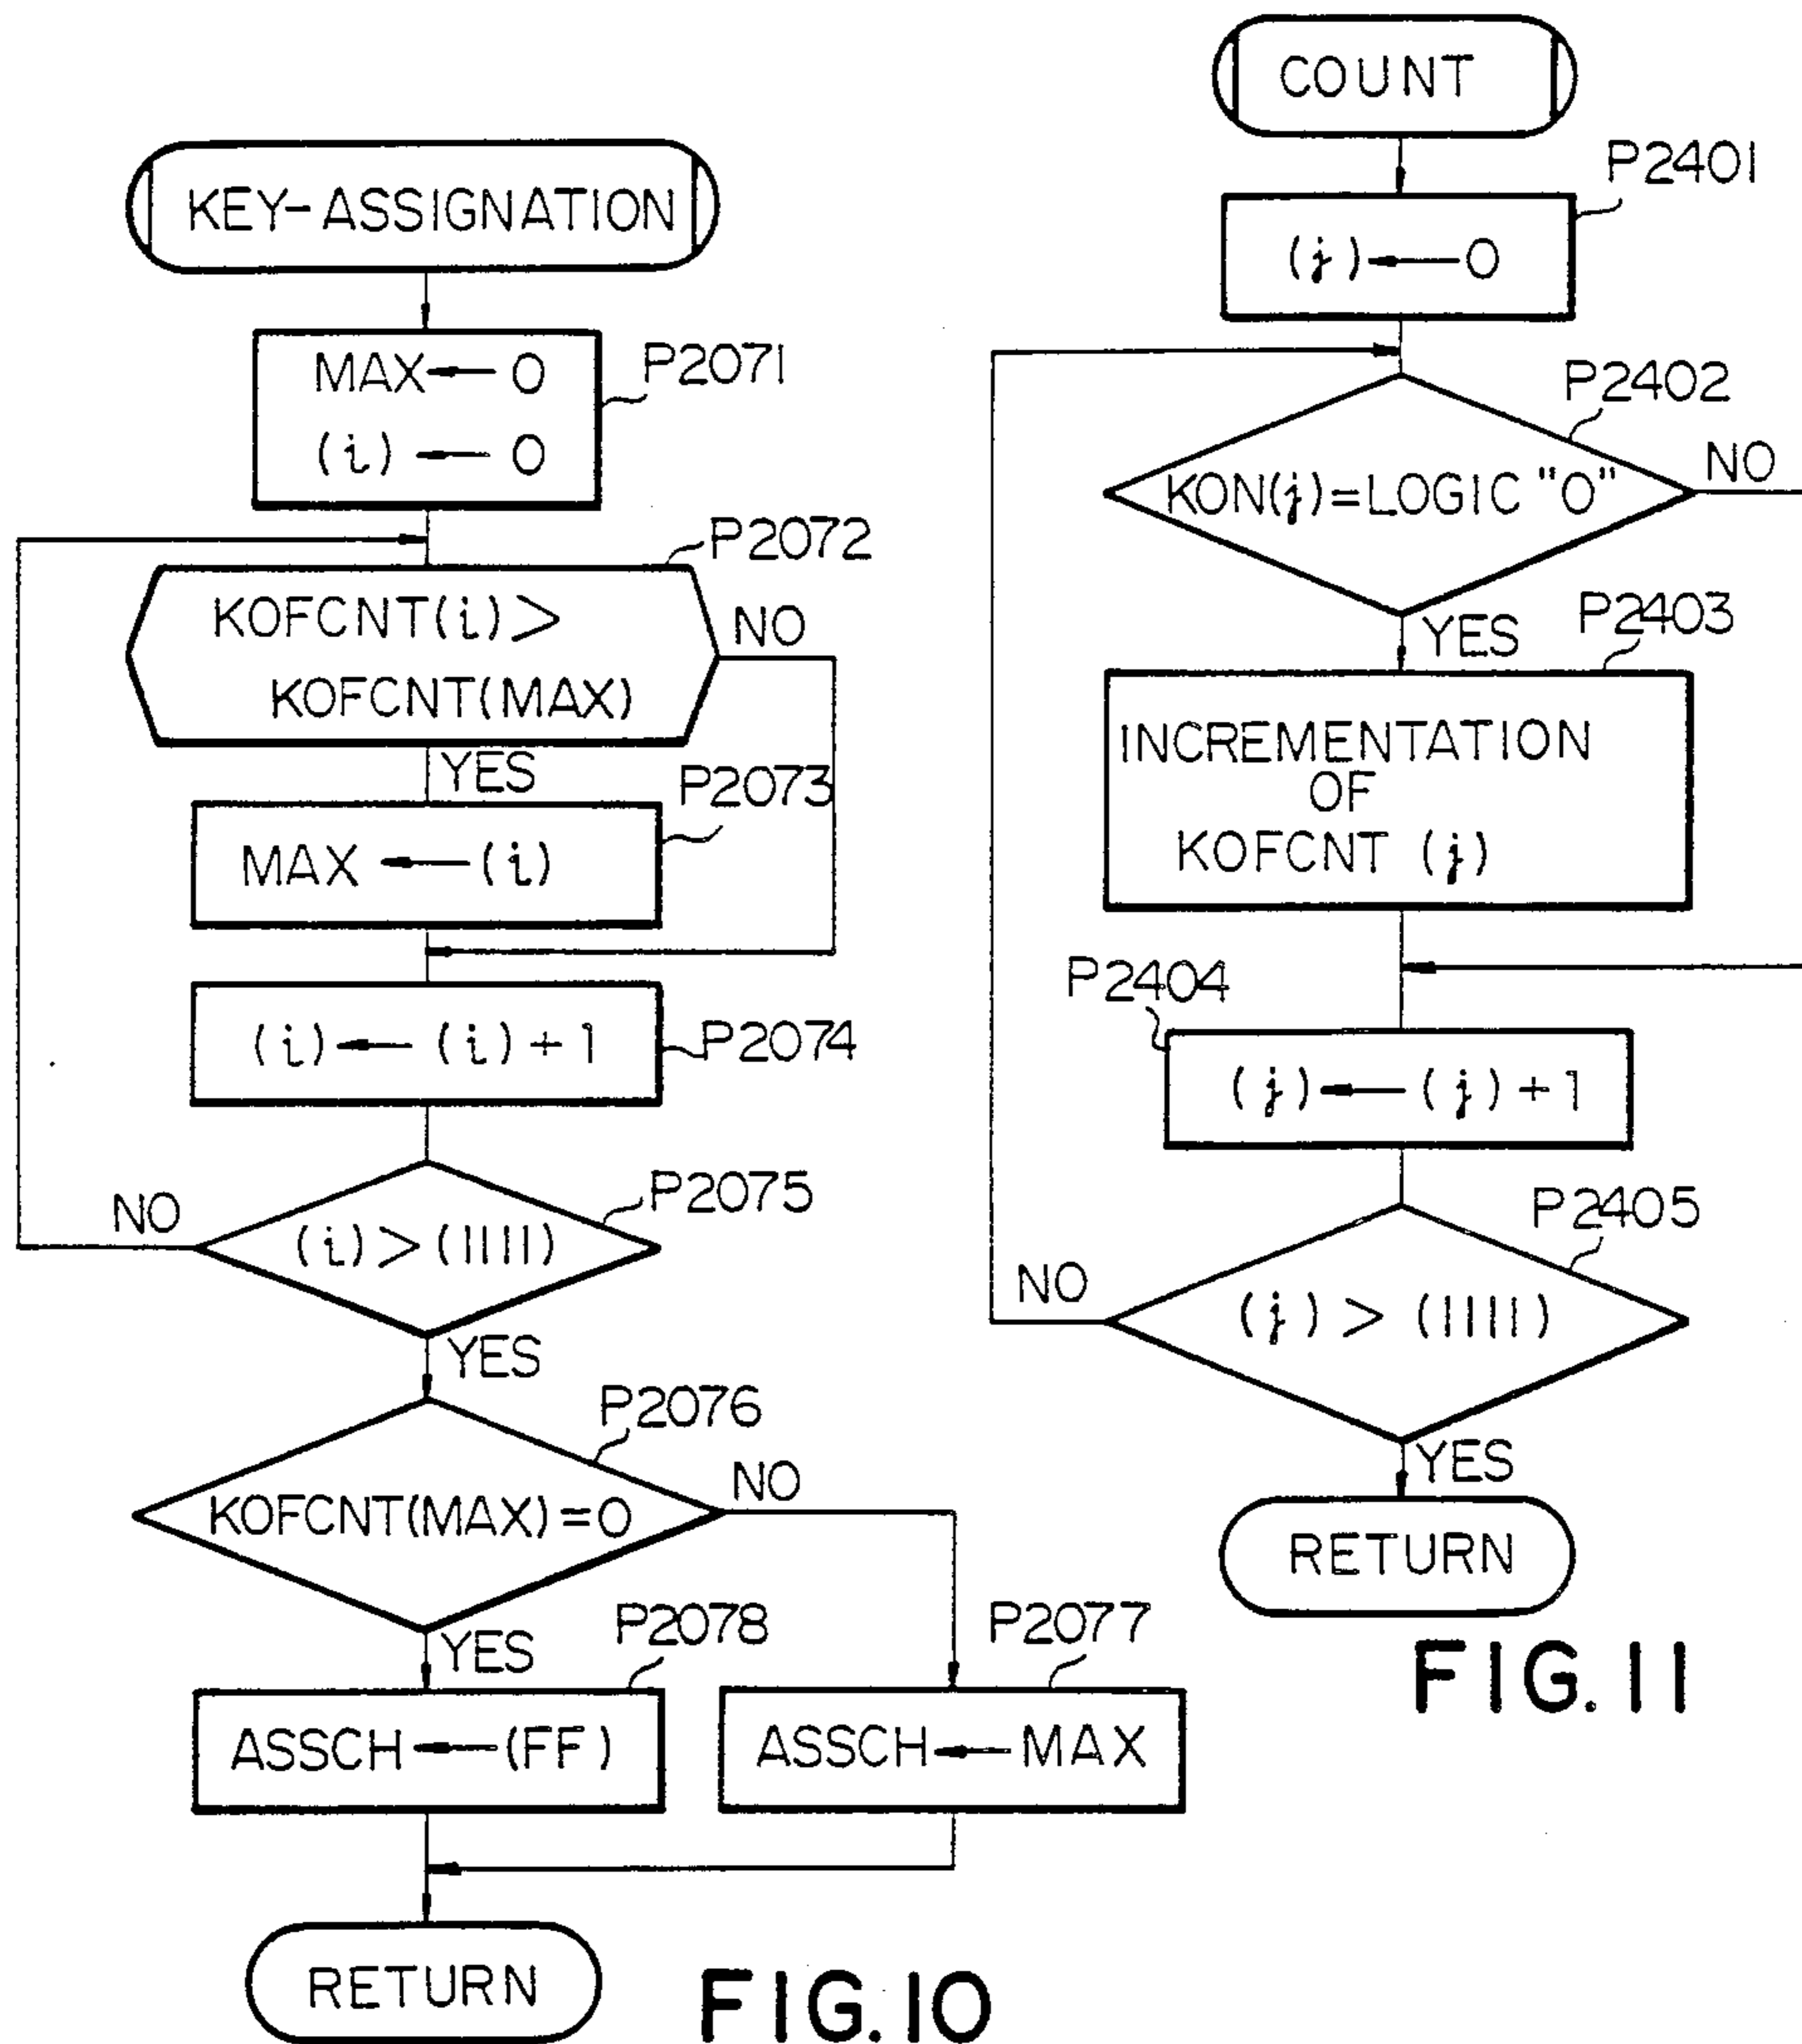 KEY-ASSIGNATION
MAX ← 0
(i) ← 0
P2071
P2072
KOFCNT(i) >
KOFCNT(MAX)
NO
YES
P2073
MAX ← (i)
(i) ← (i) + 1
P2074
P2075
NO
(i) > (1111)
YES
P2076
KOFCNT(MAX) = 0
NO
YES
P2078
ASSCH ← (FF)
P2077
ASSCH ← MAX
RETURN
FIG. 10
COUNT
P2401
(j) ← 0
P2402
KON(j) = LOGIC "0"
NO
YES
P2403
INCREMENTATION
OF
KOFCNT (j)
P2404
(j) ← (j) + 1
P2405
NO
(j) > (1111)
YES
RETURN
FIG. 11